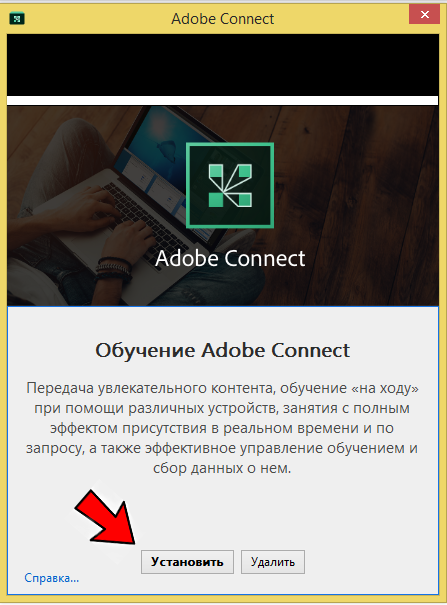 Adobe Connect
Adobe Connect
Обучение Adobe Connect
Передача увлекательного контента, обучение «на ходу»
при помощи различных устройств, занятия с полным
эффектом присутствия в реальном времени и по
запросу, а также эффективное управление обучением и
сбор данных о нем.
Установить Удалить
Справка...